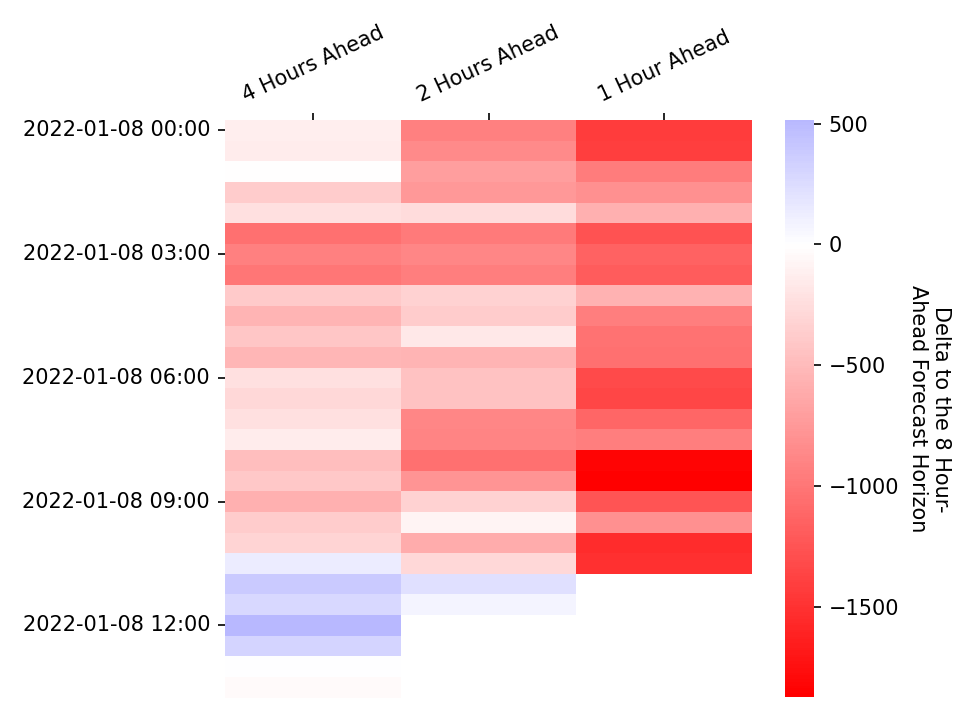 4 Hours Ahead
2 Hours Ahead
1 Hour Ahead
2022-01-08 00:00
2022-01-08 03:00
2022-01-08 06:00
2022-01-08 09:00
2022-01-08 12:00
500
0
−500
−1000
−1500
Delta to the 8 Hour-
Ahead Forecast Horizon